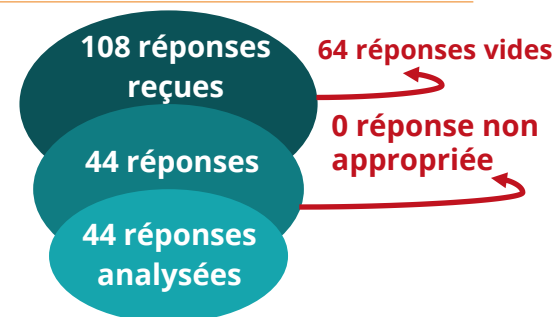 108 réponses
reçues
64 réponses vides
0 réponse non
appropriée
44 réponses
44 réponses
analysées